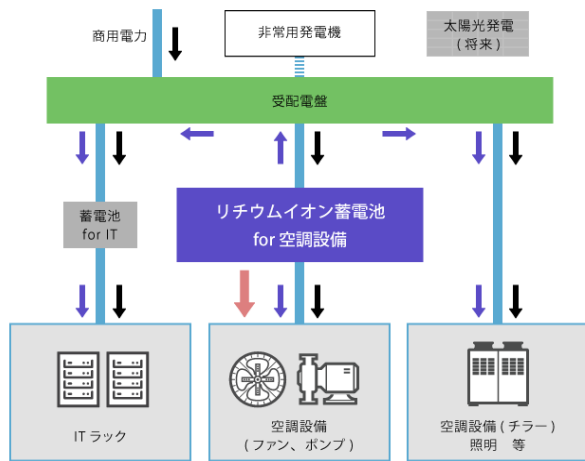 商用電力
非常用発電機
太陽光発電
(将来)
受配電盤
蓄電池
for IT
リチウムイオン蓄電池
for 空調設備
IT ラック
空調設備
(ファン、ポンプ)
空調設備(チラー)
照明 等